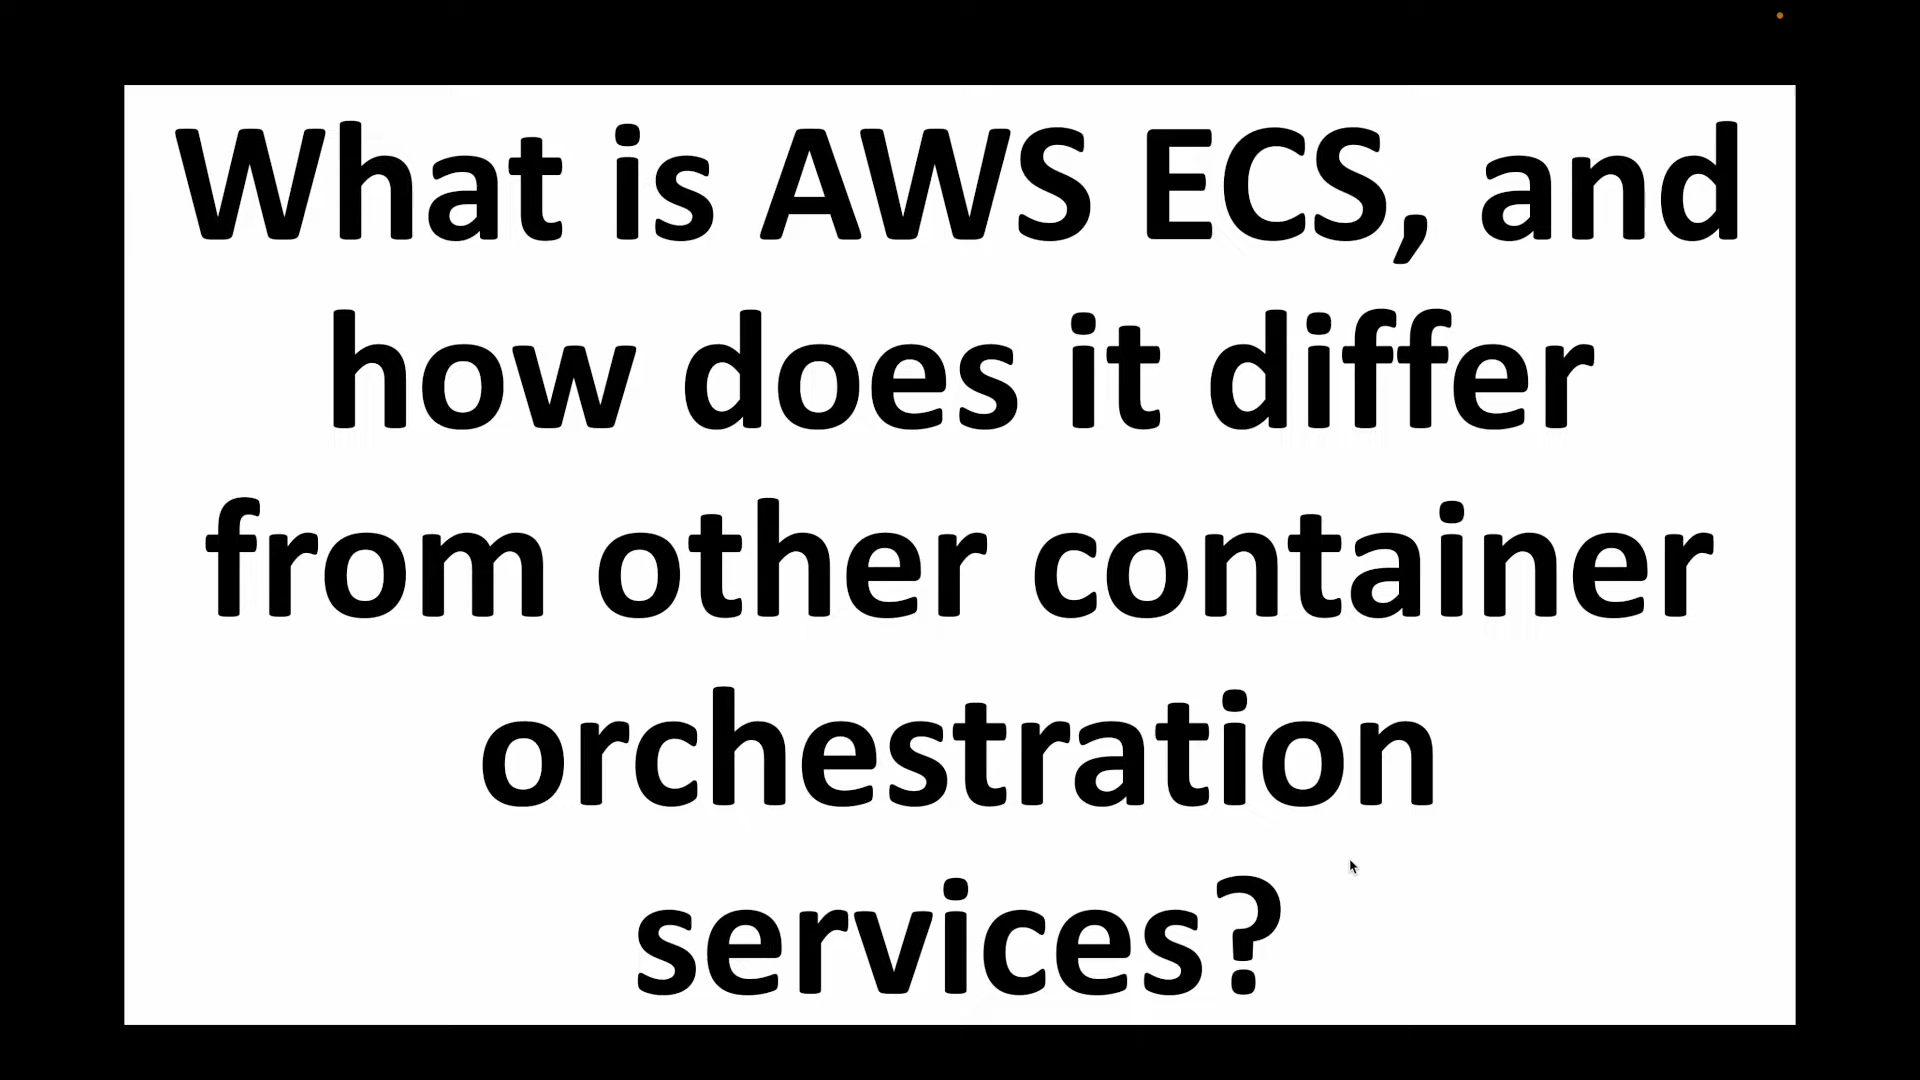 What is AWS ECS, and
how does it differ
from other container
orchestration
services?